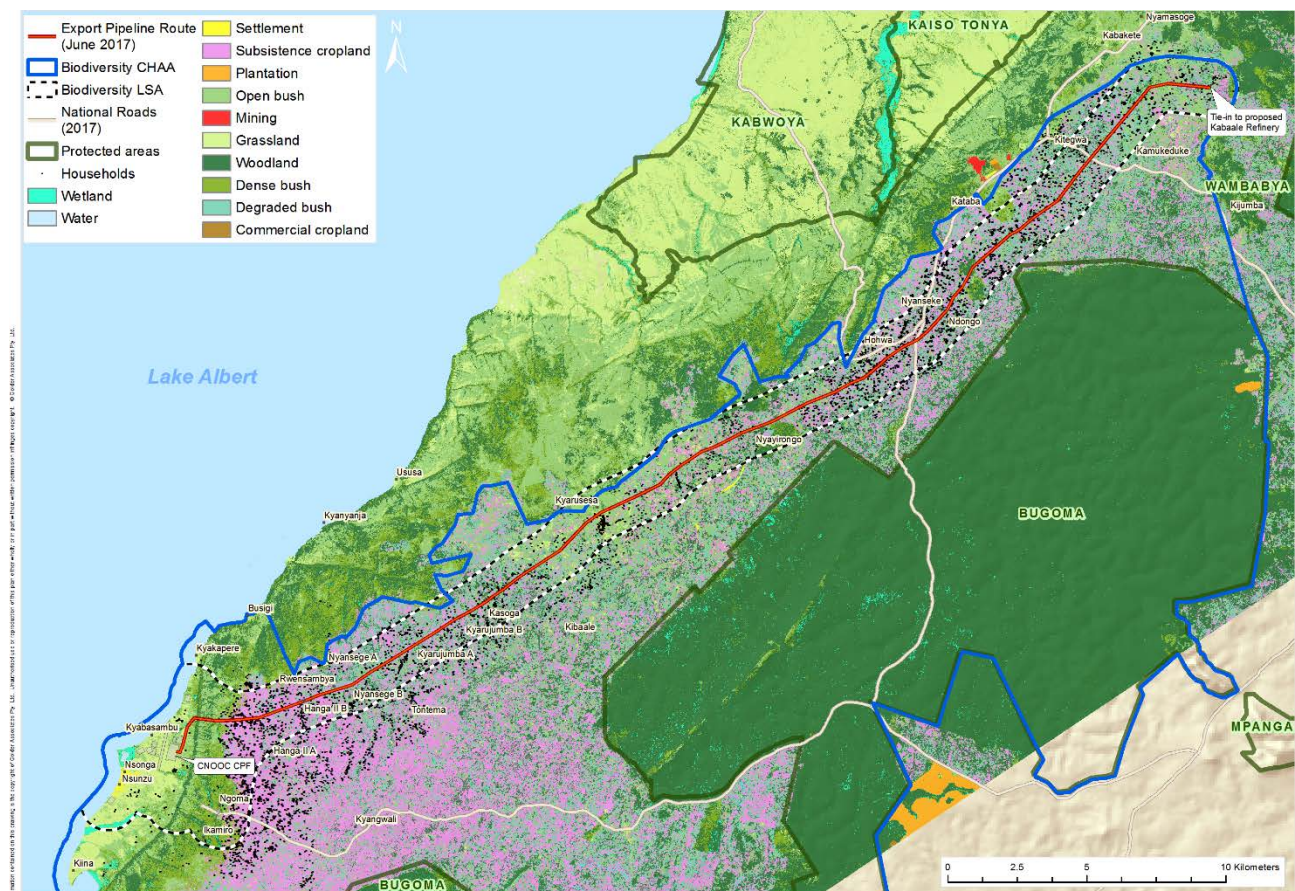 Export Pipeline Route
(June 2017)
Biodiversity CHAA
Biodiversity LSA
National Roads
(2017)
Protected areas
Households
Wetland
Water
Settlement
Subsistence cropland
Plantation
Open bush
Mining
Grassland
Woodland
Dense bush
Degraded bush
Commercial cropland
N
KAISO TONYA
Nyamasoge
Kabakete
KABWOYA
Tie-in to proposed
Kabaale Refinery
Kitegwa
Kamukeduke
WAMBABYA
Kataba
Kijumba
Nyanseke
Ndongo
Hohwa
Lake Albert
Nyayirongo
Ususa
Kyarusesa
Kyanyanja
BUGOMA
Busigi
Kasoga
Kibaale
Kyarujumba B
Kyakapere
Nyansege A
Kyarujumba A
Rwensambya
Nyansege B
Hanga II B
Tontema
Kyabasambu
MPANGA
Hanga II A
CNOOC CPF
Nsonga
Nsunzu
Ngoma
Kyangwali
Ikamiro
Kiina
BUGOMA
0 2.5 5 10 Kilometers